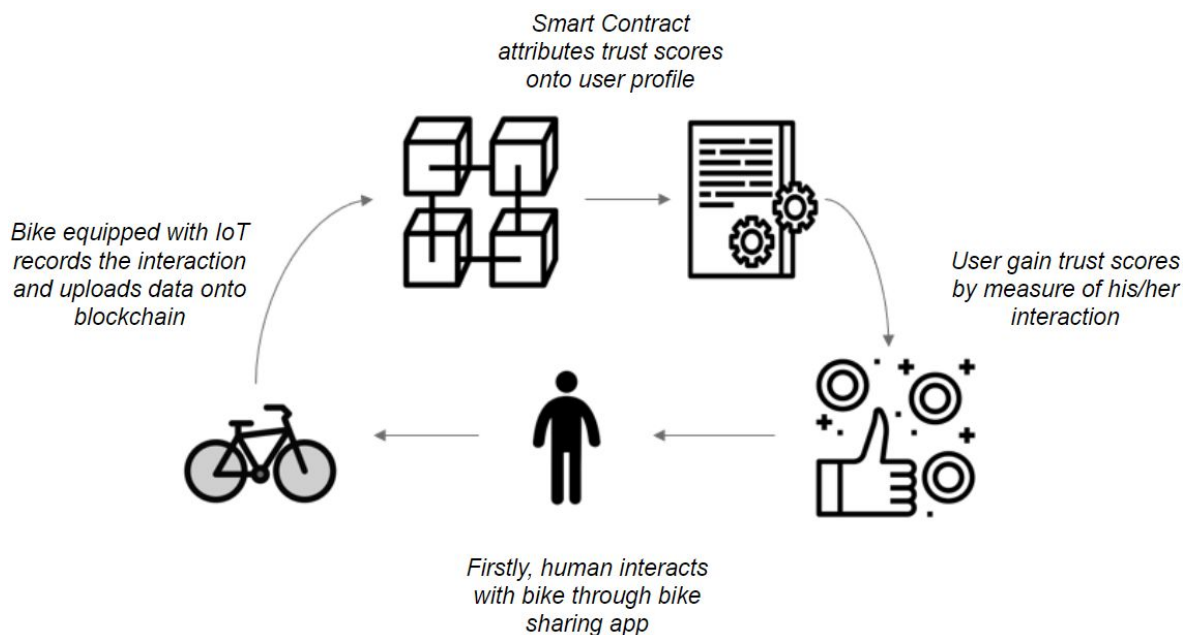 Smart Contract
attributes trust scores
onto user profile
Bike equipped with IoT
records the interaction
and uploads data onto
blockchain
User gain trust scores
by measure of his/her
interaction
Firstly, human interacts
with bike through bike
sharing app